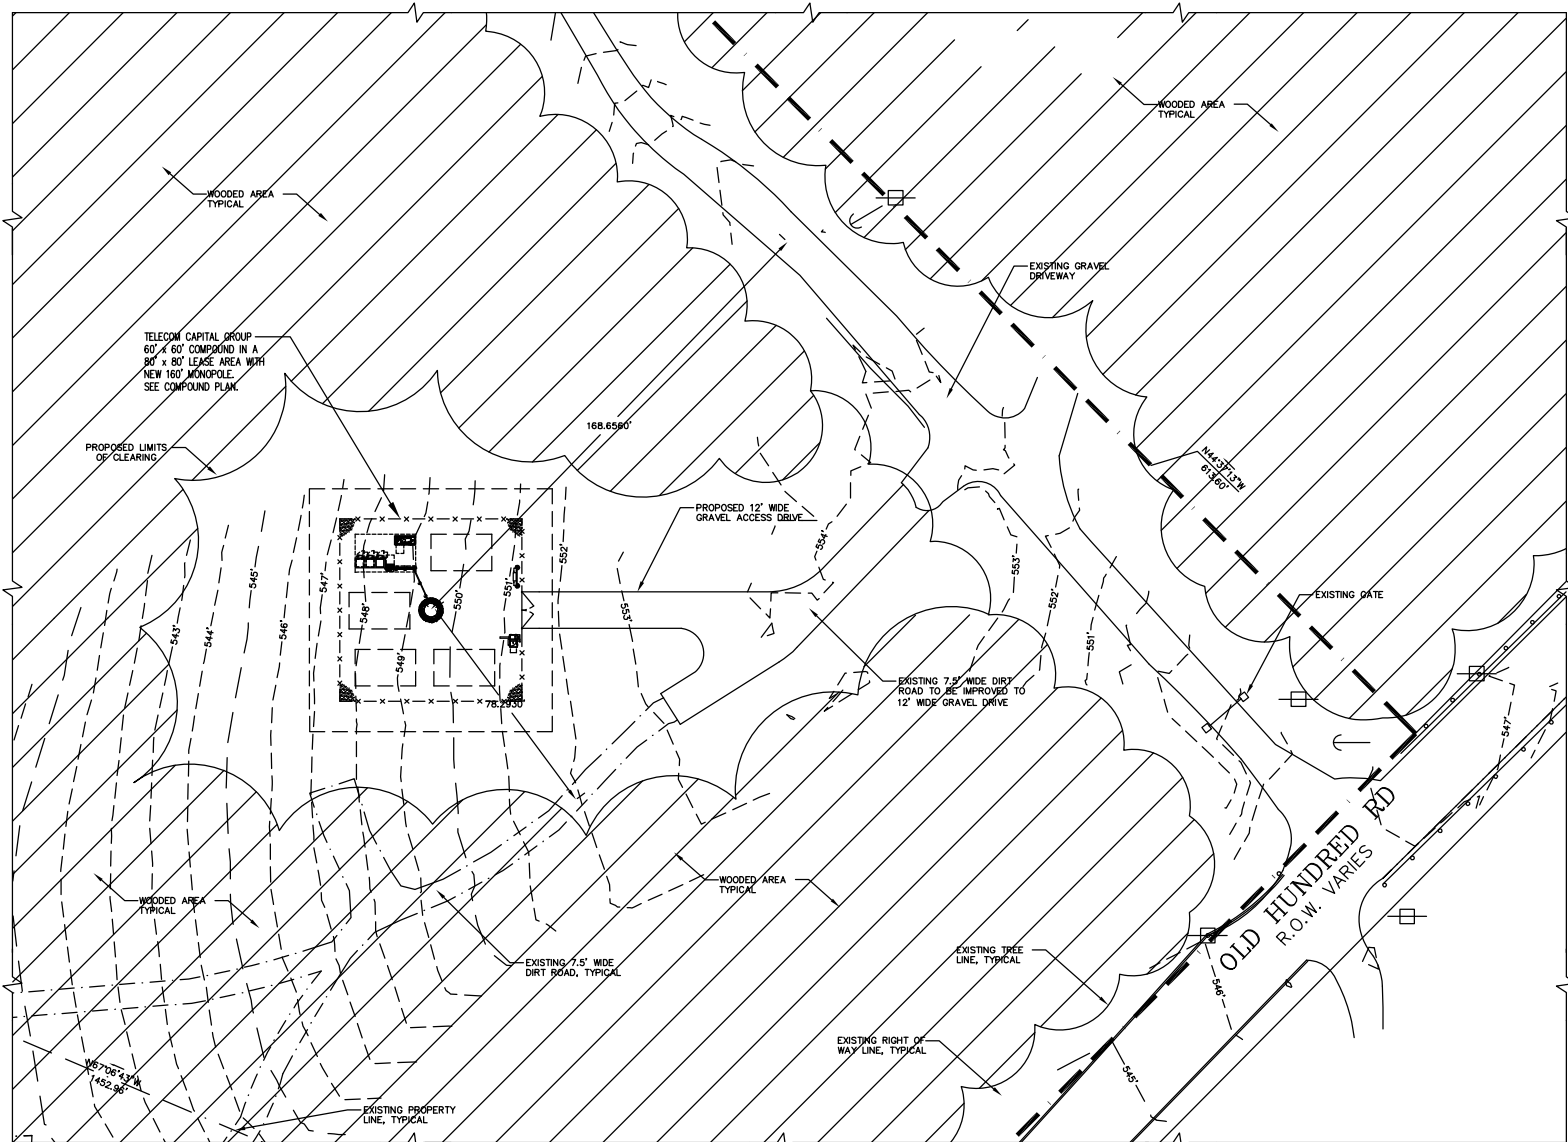 WOODED AREA
TYPICAL
WOODED AREA
TYPICAL
EXISTING GRAVEL
DRIVEWAY
TELECOM CAPITAL GROUP
60' x 60' COMPOUND IN A
80' x 80' LEASE AREA WITH
NEW 160' MONOPOLE.
SEE COMPOUND PLAN.
168.6560'
PROPOSED LIMITS
OF CLEARING
N44°37'13"W
613.60'
PROPOSED 12' WIDE
GRAVEL ACCESS DRIVE
543'
544'
545'
546'
547'
548'
549'
550'
551'
552'
553'
554'
553'
552'
551'
EXISTING GATE
EXISTING 7.5' WIDE DIRT
ROAD TO BE IMPROVED TO
12' WIDE GRAVEL DRIVE
78.2930'
547'
OLD HUNDRED RD
R.O.W. VARIES
WOODED AREA
TYPICAL
WOODED AREA
TYPICAL
EXISTING 7.5' WIDE
DIRT ROAD, TYPICAL
EXISTING TREE
LINE, TYPICAL
546'
EXISTING RIGHT OF
WAY LINE, TYPICAL
545'
N67°06'43"W
1452.96'
EXISTING PROPERTY
LINE, TYPICAL